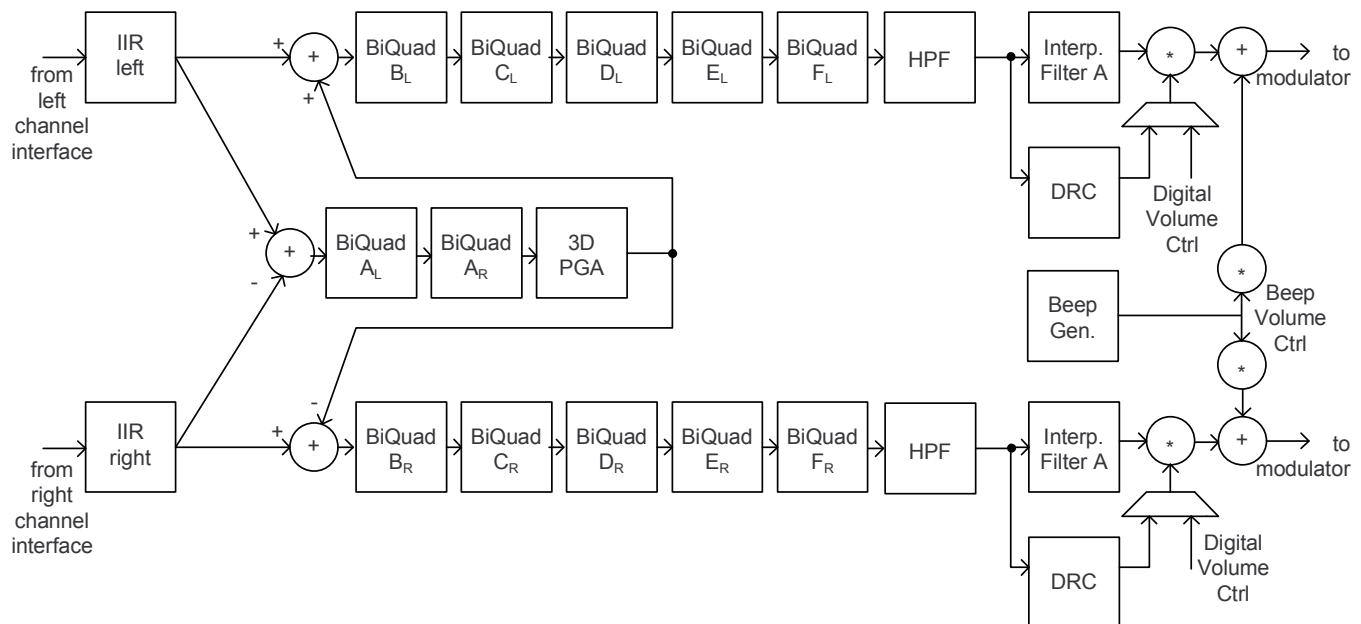 IIR
left
from
left
channel
interface
+
+
+
BiQuad
B_L
BiQuad
C_L
BiQuad
D_L
BiQuad
E_L
BiQuad
F_L
HPF
Interp.
Filter A
*
+
to
modulator
DRC
Digital
Volume
Ctrl
+
-
+
BiQuad
A_L
BiQuad
A_R
3D
PGA
Beep
Gen.
*
Beep
Volume
Ctrl
*
IIR
right
from
right
channel
interface
-
+
+
BiQuad
B_R
BiQuad
C_R
BiQuad
D_R
BiQuad
E_R
BiQuad
F_R
HPF
Interp.
Filter A
*
+
to
modulator
DRC
Digital
Volume
Ctrl